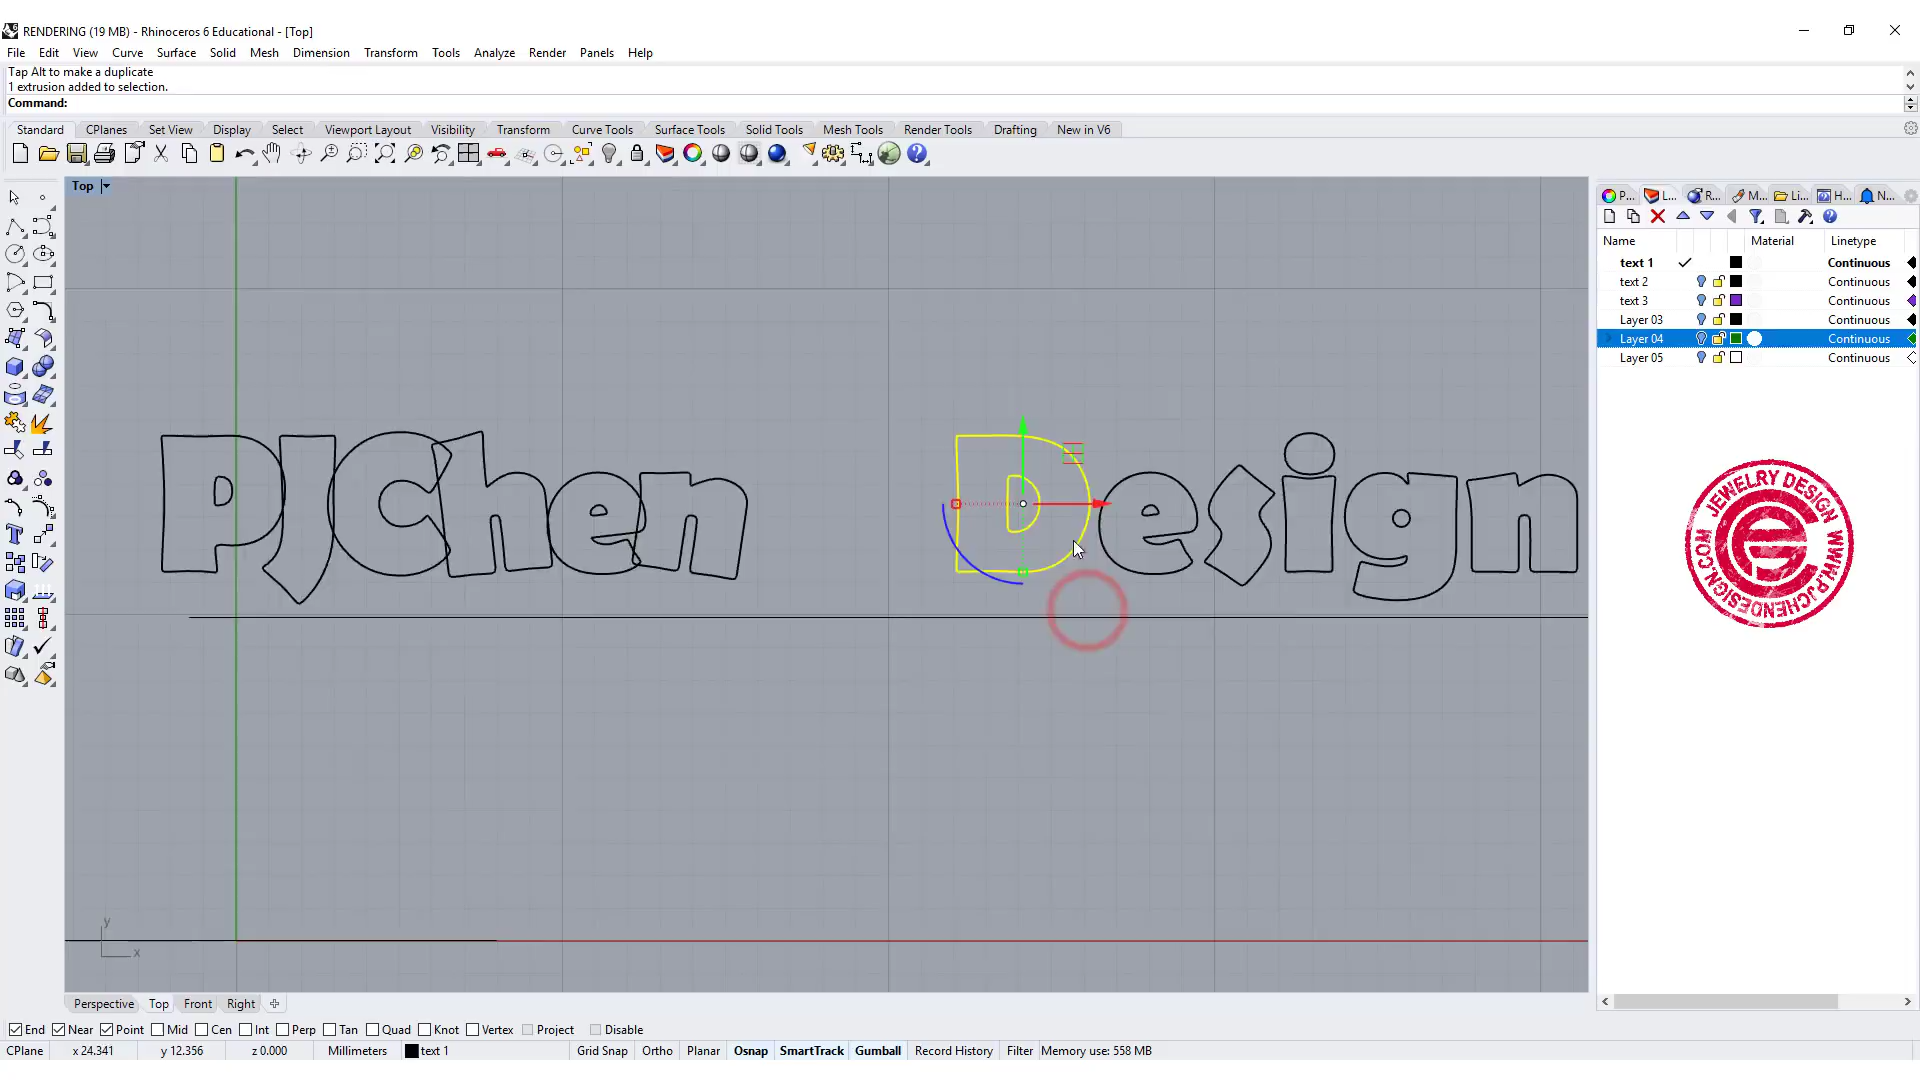 RENDERING (19 MB) - Rhinoceros 6 Educational - [Top]
File Edit View Curve Surface Solid Mesh Dimension Transform Tools Analyze Render Panels Help
Tap Alt to make a duplicate
1 extrusion added to selection.
Command:
Standard CPlanes Set View Display Select Viewport Layout Visibility Transform Curve Tools Surface Tools Solid Tools Mesh Tools Render Tools Drafting New in V6
Top
P... L... R... M... Li... H... N...
Name Material Linetype
text 1 Continuous
text 2 Continuous
text 3 Continuous
Layer 03 Continuous
Layer 04 Continuous
Layer 05 Continuous
PJChen Design
JEWELRY DESIGN
WWW.PJCHENDESIGN.COM
y
x
Perspective Top Front Right
End Near Point Mid Cen Int Perp Tan Quad Knot Vertex Project Disable
CPlane x 24.341 y 12.356 z 0.000 Millimeters text 1 Grid Snap Ortho Planar Osnap SmartTrack Gumball Record History Filter Memory use: 558 MB